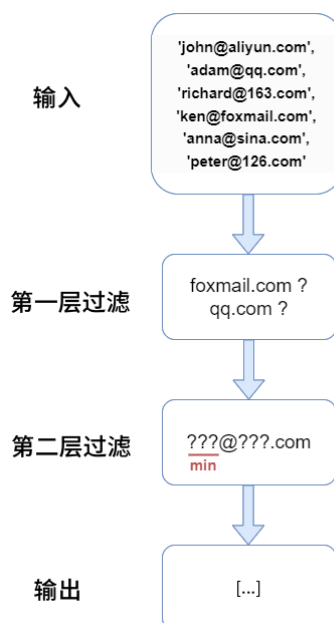 输入
'john@aliyun.com',
'adam@qq.com',
'richard@163.com',
'ken@foxmail.com',
'anna@sina.com',
'peter@126.com'
第一层过滤
foxmail.com ?
qq.com ?
第二层过滤
???@???.com
min
输出
[...]